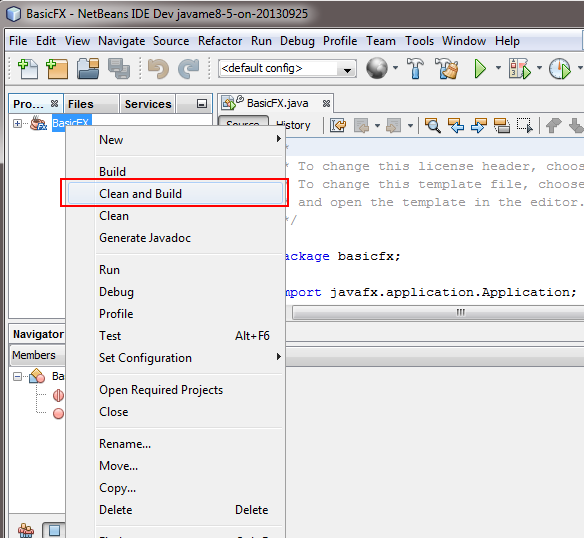 BasicFX - NetBeans IDE Dev javame8-5-on-20130925
File Edit View Navigate Source Refactor Run Debug Profile Team Tools Window Help
<default config>
Pro... Files Services
BasicFX.java
BasicFX
Source History
New
Build
Clean and Build
Clean
Generate Javadoc
Run
Debug
Profile
Test Alt+F6
Set Configuration
Open Required Projects
Close
Rename...
Move...
Copy...
Delete Delete
*
* To change this license header, choos
* To change this template file, choose
* and open the template in the editor.
*/
ackage basicfx;
mport javafx.application.Application;
Navigator
Members
Bas